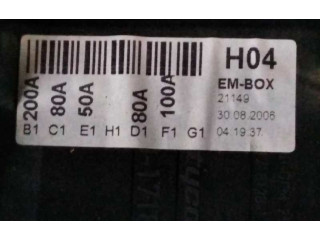 H04
EM-BOX
21149
30.08.2006
04.19.37
200A 80A 50A 80A 100A
B1 C1 E1 H1 D1 F1 G1